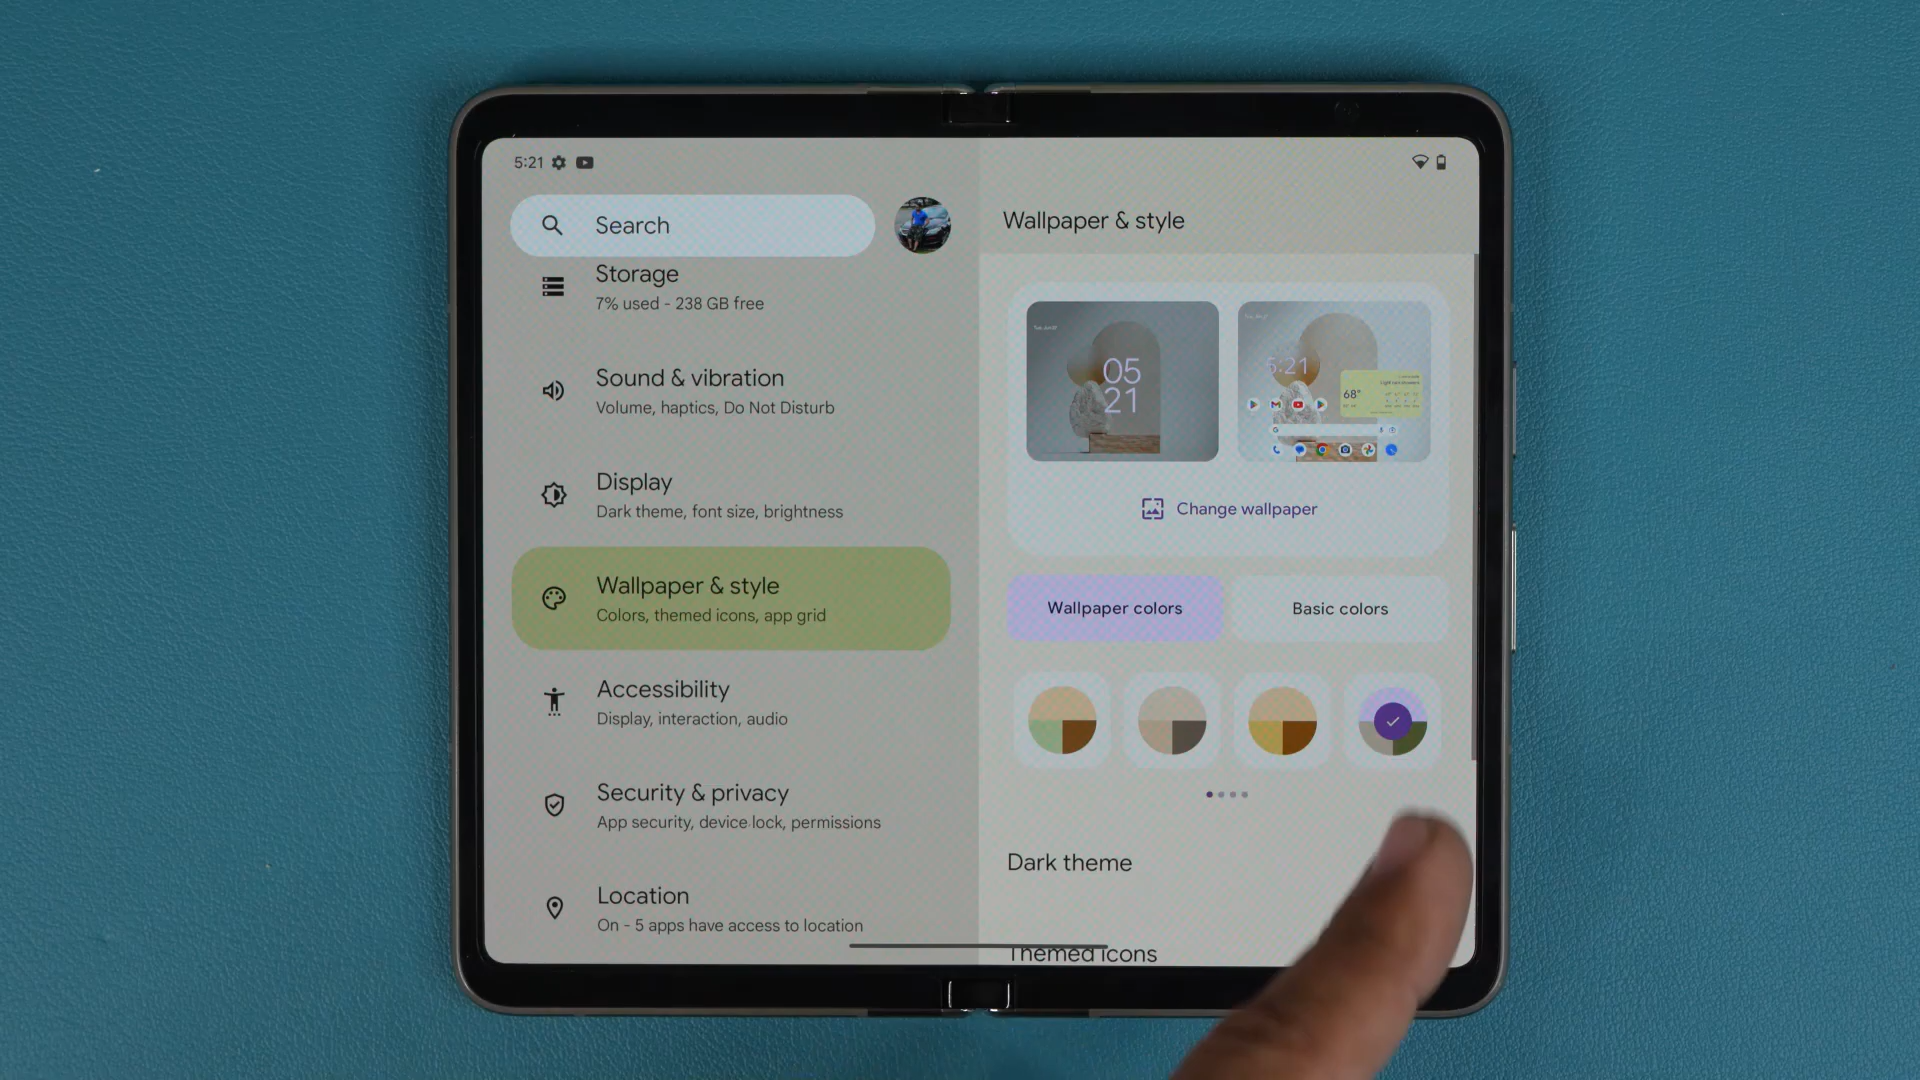 5:21
Search
Storage
7% used - 238 GB free
Sound & vibration
Volume, haptics, Do Not Disturb
Display
Dark theme, font size, brightness
Wallpaper & style
Colors, themed icons, app grid
Accessibility
Display, interaction, audio
Security & privacy
App security, device lock, permissions
Location
On - 5 apps have access to location
Wallpaper & style
05
21
5:21
68°
Change wallpaper
Wallpaper colors
Basic colors
Dark theme
Themed icons